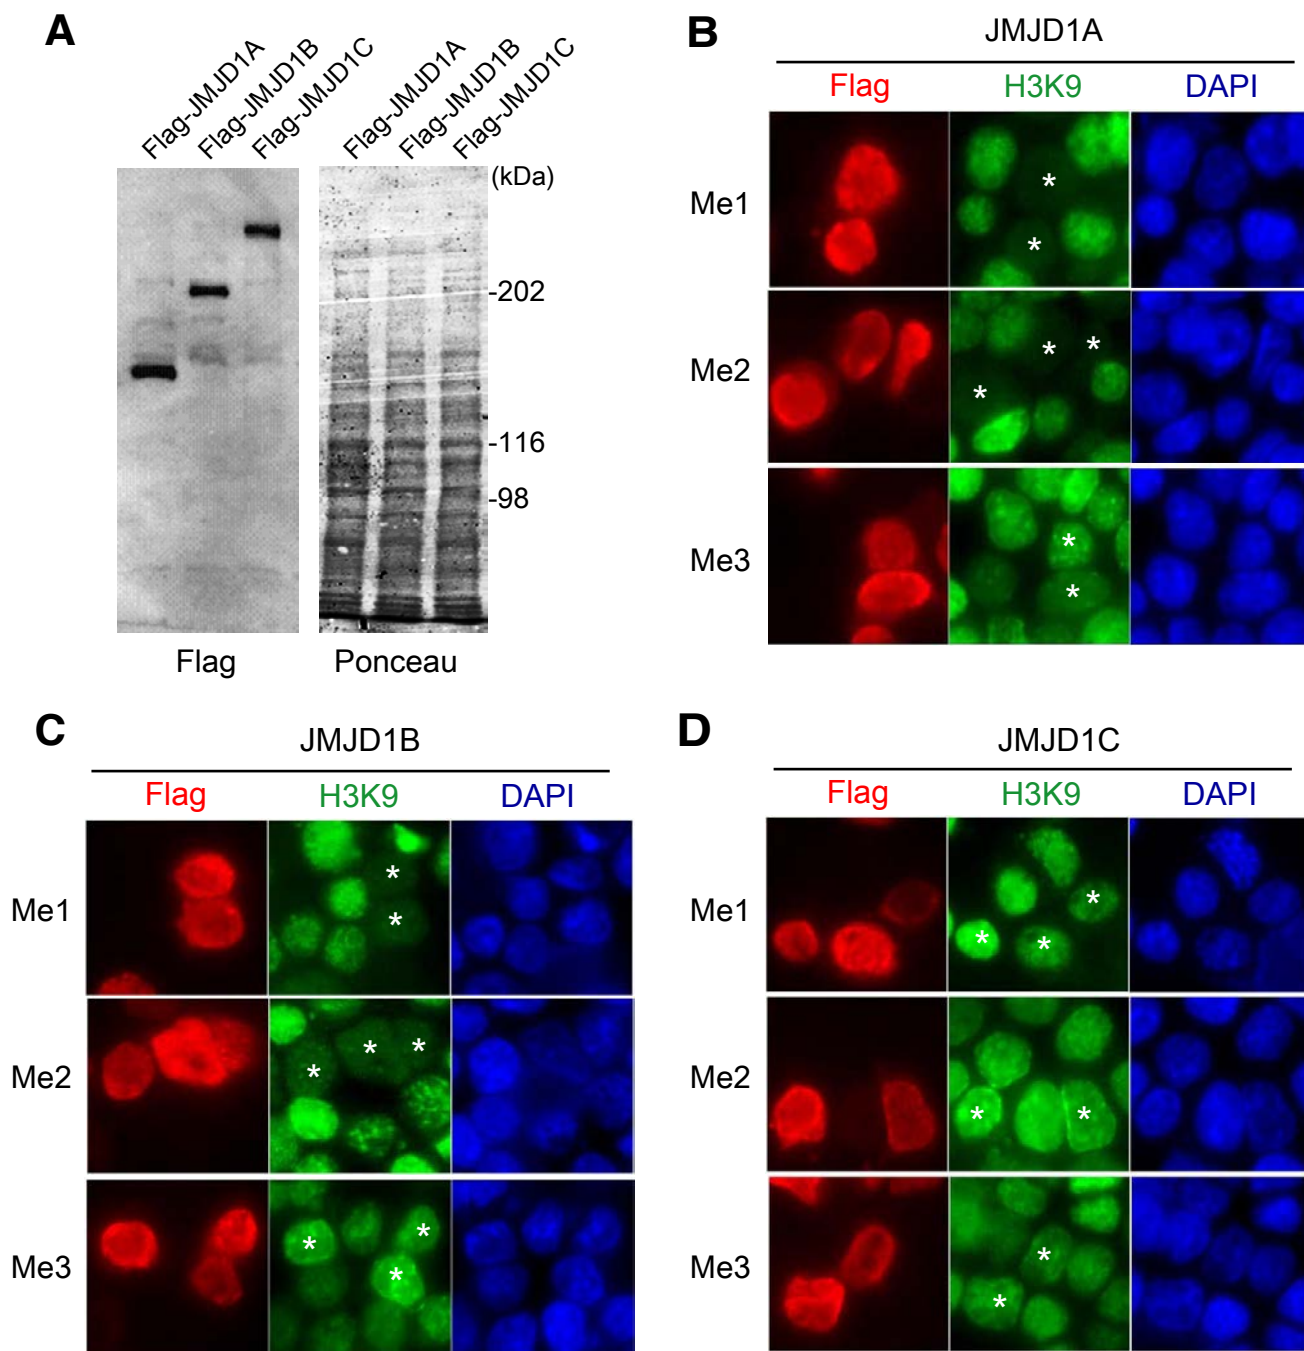 A
Flag-JMJD1A
Flag-JMJD1B
Flag-JMJD1C
Flag-JMJD1A
Flag-JMJD1B
Flag-JMJD1C
(kDa)
-202
-116
-98
Flag
Ponceau
B
JMJD1A
Flag H3K9 DAPI
Me1
* *
Me2
* * *
Me3
* *
C
JMJD1B
Flag H3K9 DAPI
Me1
* *
Me2
* * *
Me3
* * *
D
JMJD1C
Flag H3K9 DAPI
Me1
* * *
Me2
* *
Me3
* *